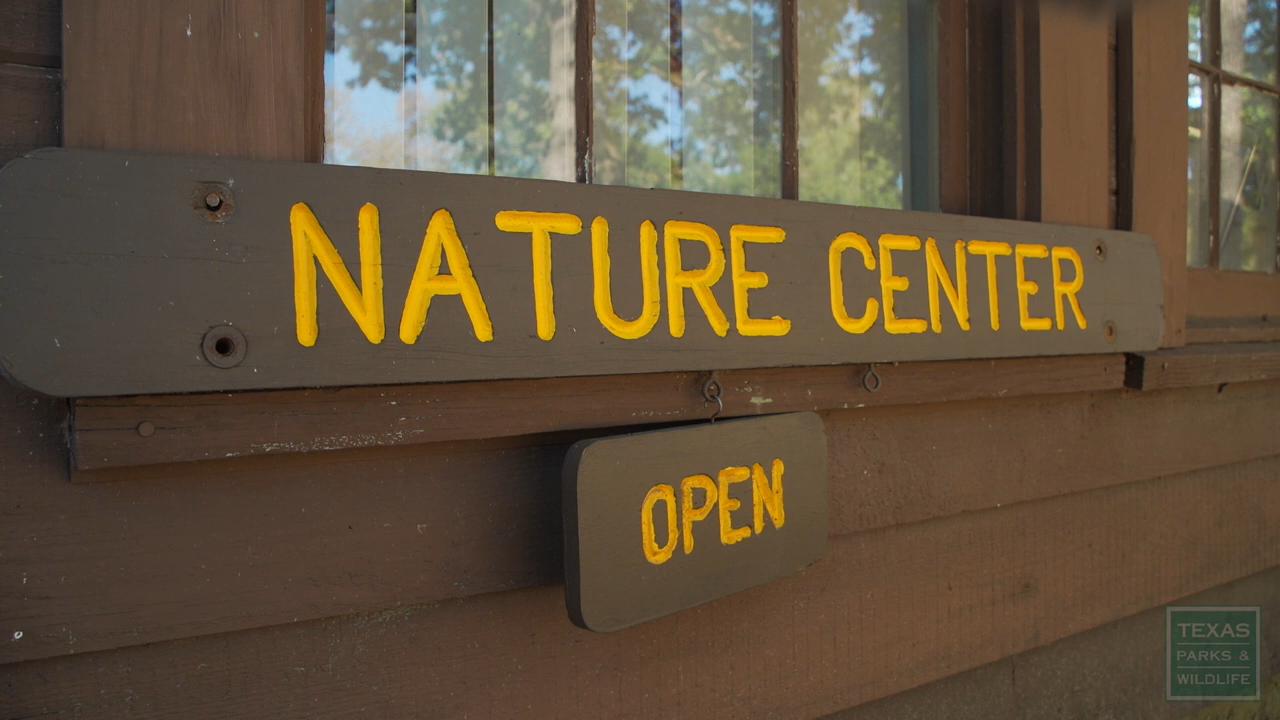 NATURE CENTER
OPEN
TEXAS
PARKS &
WILDLIFE